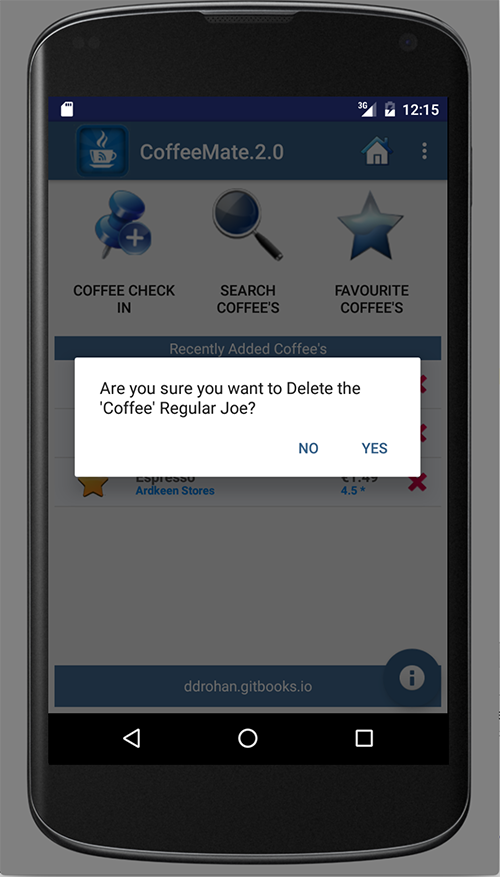 3G
12:15
CoffeeMate.2.0
COFFEE CHECK
IN
SEARCH
COFFEE'S
FAVOURITE
COFFEE'S
Recently Added Coffee's
Are you sure you want to Delete the
'Coffee' Regular Joe?
NO YES
Espresso €1.49
Ardkeen Stores 4.5 *
ddrohan.gitbooks.io